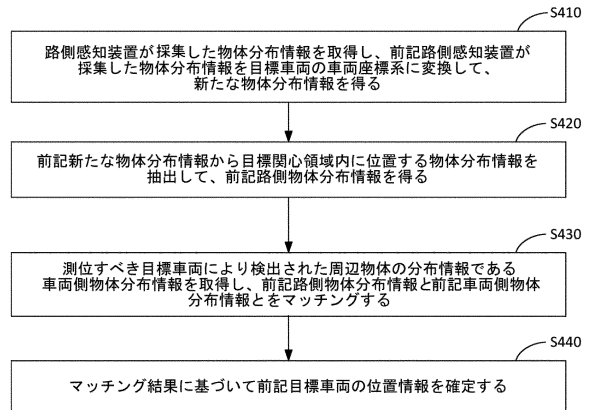 S410
路側感知装置が採集した物体分布情報を取得し、前記路側感知装置が
採集した物体分布情報を目標車両の車両座標系に変換して、
新たな物体分布情報を得る
S420
前記新たな物体分布情報から目標関心領域内に位置する物体分布情報を
抽出して、前記路側物体分布情報を得る
S430
測位すべき目標車両により検出された周辺物体の分布情報である
車両側物体分布情報を取得し、前記路側物体分布情報と前記車両側物体
分布情報とをマッチングする
S440
マッチング結果に基づいて前記目標車両の位置情報を確定する